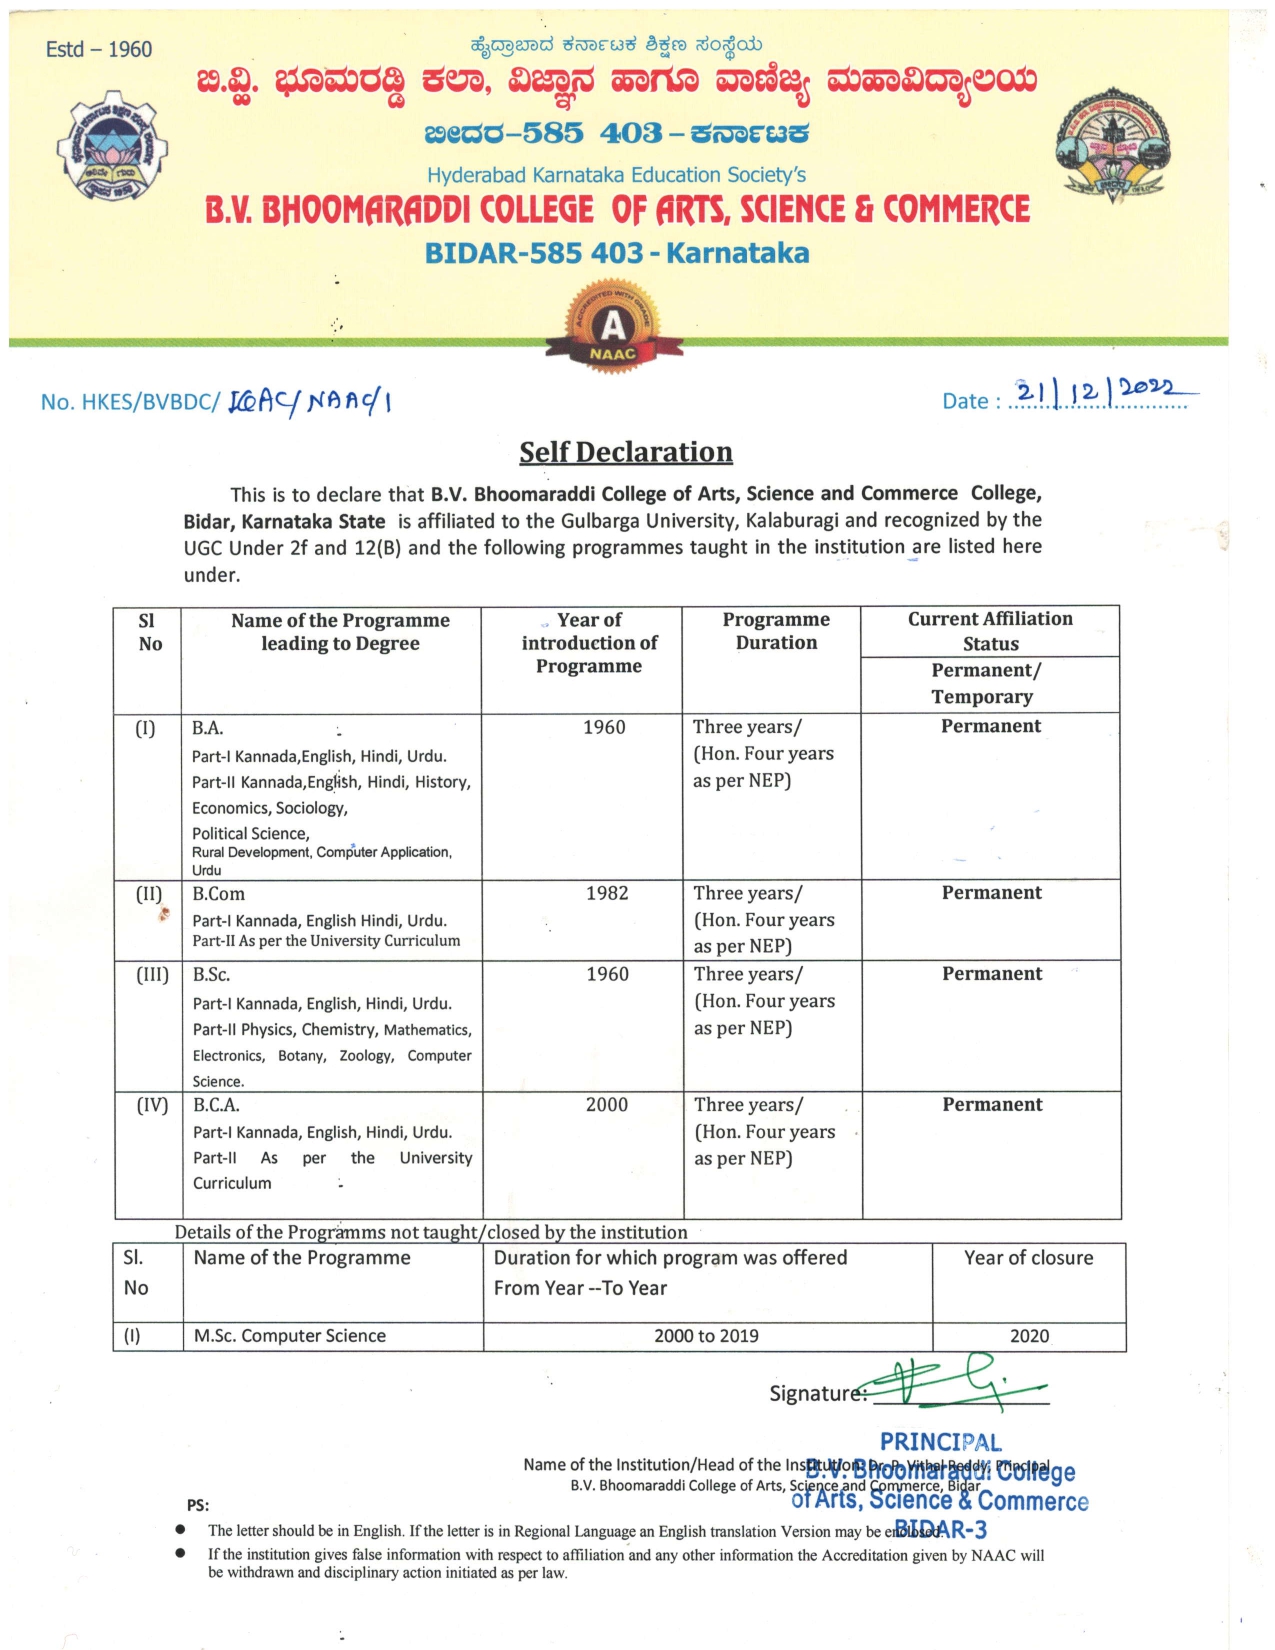 Estd – 1960
ಹೈದ್ರಾಬಾದ ಕರ್ನಾಟಕ ಶಿಕ್ಷಣ ಸಂಸ್ಥೆಯ
ಬಿ.ವ್ಹಿ. ಭೂಮರಡ್ಡಿ ಕಲಾ, ವಿಜ್ಞಾನ ಹಾಗೂ ವಾಣಿಜ್ಯ ಮಹಾವಿದ್ಯಾಲಯ
ಬೀದರ-585 403 – ಕರ್ನಾಟಕ
Hyderabad Karnataka Education Society's
B.V. BHOOMARADDI COLLEGE OF ARTS, SCIENCE & COMMERCE
BIDAR-585 403 - Karnataka
ACCREDITED WITH GRADE
A
NAAC
No. HKES/BVBDC/ IQAC/NAAC/1
Date : 21/12/2022
Self Declaration
This is to declare that B.V. Bhoomaraddi College of Arts, Science and Commerce College,
Bidar, Karnataka State is affiliated to the Gulbarga University, Kalaburagi and recognized by the
UGC Under 2f and 12(B) and the following programmes taught in the institution are listed here
under.
Sl No | Name of the Programme leading to Degree | Year of introduction of Programme | Programme Duration | Current Affiliation Status
Permanent/ Temporary
(I) B.A. 1960 Three years/ Permanent
Part-I Kannada,English, Hindi, Urdu. (Hon. Four years
Part-II Kannada,English, Hindi, History, as per NEP)
Economics, Sociology,
Political Science,
Rural Development, Computer Application,
Urdu
(II) B.Com 1982 Three years/ Permanent
Part-I Kannada, English Hindi, Urdu. (Hon. Four years
Part-II As per the University Curriculum as per NEP)
(III) B.Sc. 1960 Three years/ Permanent
Part-I Kannada, English, Hindi, Urdu. (Hon. Four years
Part-II Physics, Chemistry, Mathematics, as per NEP)
Electronics, Botany, Zoology, Computer
Science.
(IV) B.C.A. 2000 Three years/ Permanent
Part-I Kannada, English, Hindi, Urdu. (Hon. Four years
Part-II As per the University as per NEP)
Curriculum
Details of the Programms not taught/closed by the institution
Sl. Name of the Programme Duration for which program was offered Year of closure
No From Year --To Year
(I) M.Sc. Computer Science 2000 to 2019 2020
Signature:
PRINCIPAL
Name of the Institution/Head of the Institution: Dr. P. Vithal Reddy, Principal
B.V. Bhoomaraddi College
B.V. Bhoomaraddi College of Arts, Science and Commerce, Bidar
of Arts, Science & Commerce
PS:
BIDAR-3
● The letter should be in English. If the letter is in Regional Language an English translation Version may be enclosed.
● If the institution gives false information with respect to affiliation and any other information the Accreditation given by NAAC will
be withdrawn and disciplinary action initiated as per law.